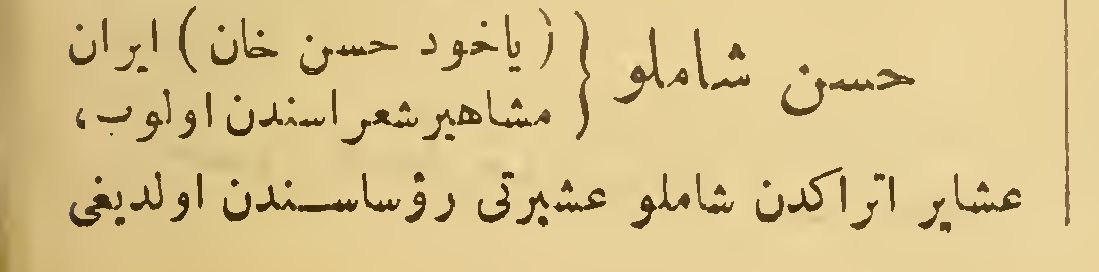 حسن شاملو { ( یاخود حسن خان ) ایران
مشاهیر شعراسندن اولوب،
عشایر اتراکدن شاملو عشیرتی رؤساسندن اولدیغی